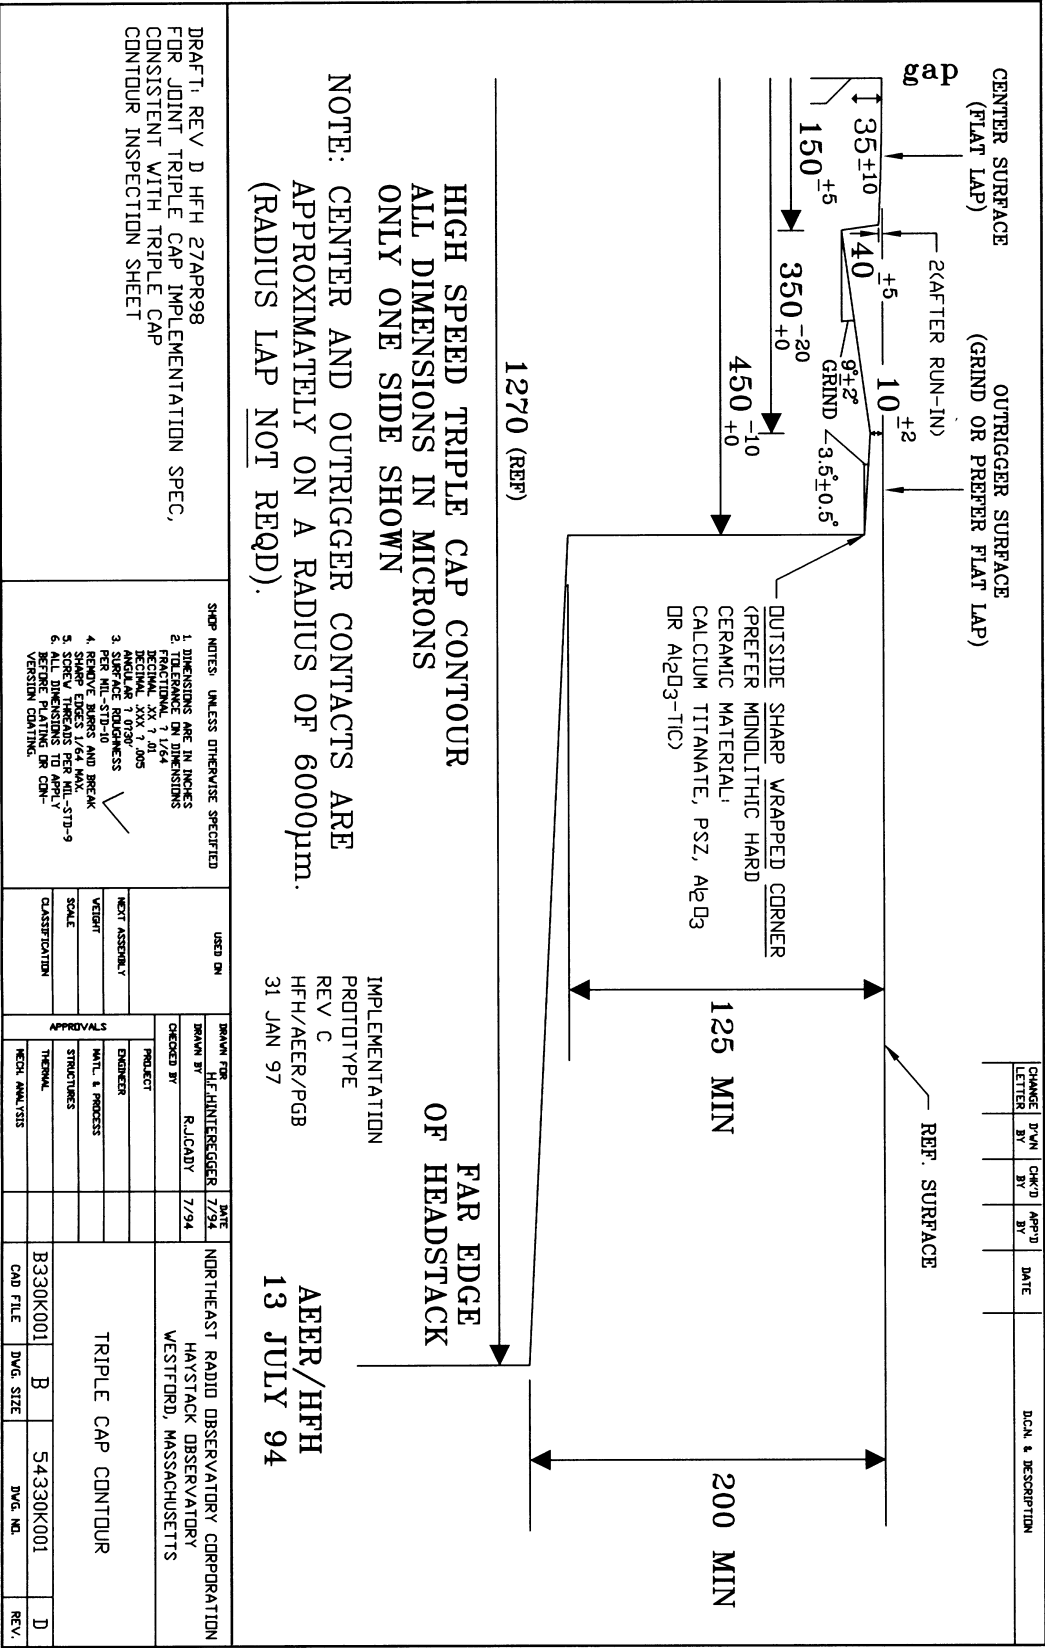 CHANGE LETTER
D'WN BY
CHK'D BY
APP'D BY
DATE
D.C.N. & DESCRIPTION
CENTER SURFACE
(FLAT LAP)
OUTRIGGER SURFACE
(GRIND OR PREFER FLAT LAP)
REF. SURFACE
gap
2(AFTER RUN-IN)
35±10
40 ±5
10 ±2
9°±2°
GRIND
3.5°±0.5°
150 ±5
350 -20 +0
450 -10 +0
1270 (REF)
OUTSIDE SHARP WRAPPED CORNER
(PREFER MONOLITHIC HARD
CERAMIC MATERIAL:
CALCIUM TITANATE, PSZ, Al2O3
OR Al2O3-TiC)
125 MIN
200 MIN
HIGH SPEED TRIPLE CAP CONTOUR
ALL DIMENSIONS IN MICRONS
ONLY ONE SIDE SHOWN
NOTE: CENTER AND OUTRIGGER CONTACTS ARE
APPROXIMATELY ON A RADIUS OF 6000µm.
(RADIUS LAP NOT REQD).
FAR EDGE
OF HEADSTACK
IMPLEMENTATION
PROTOTYPE
REV C
HFH/AEER/PGB
31 JAN 97
AEER/HFH
13 JULY 94
DRAFT: REV D HFH 27APR98
FOR JOINT TRIPLE CAP IMPLEMENTATION SPEC,
CONSISTENT WITH TRIPLE CAP
CONTOUR INSPECTION SHEET
SHOP NOTES: UNLESS OTHERWISE SPECIFIED
1. DIMENSIONS ARE IN INCHES
2. TOLERANCE ON DIMENSIONS
FRACTIONAL ? 1/64
DECIMAL .XX ? .01
DECIMAL .XXX ? .005
ANGULAR ? 0?30'
3. SURFACE ROUGHNESS
PER MIL-STD-10
4. REMOVE BURRS AND BREAK
SHARP EDGES 1/64 MAX.
5. SCREW THREADS PER MIL-STD-9
6. ALL DIMENSIONS TO APPLY
BEFORE PLATING OR CON-
VERSION COATING.
USED ON
NEXT ASSEMBLY
WEIGHT
SCALE
CLASSIFICATION
DRAWN FOR H.F.HINTEREGGER DATE 7/94
DRAWN BY R.J.CADY 7/94
CHECKED BY
APPROVALS
PROJECT
ENGINEER
MATL. & PROCESS
STRUCTURES
THERMAL
MECH. ANALYSIS
NORTHEAST RADIO OBSERVATORY CORPORATION
HAYSTACK OBSERVATORY
WESTFORD, MASSACHUSETTS
TRIPLE CAP CONTOUR
B330K001 B 54330K001 D
CAD FILE DWG. SIZE DWG. NO. REV.